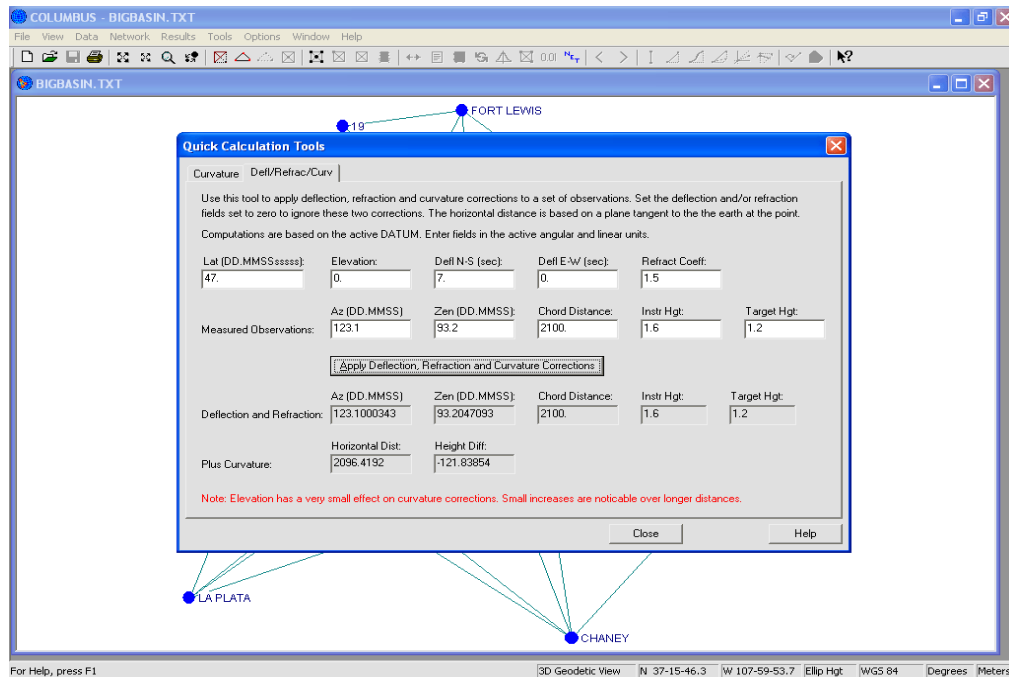 COLUMBUS - BIGBASIN.TXT
File View Data Network Results Tools Options Window Help
0.01 N E T
BIGBASIN.TXT
FORT LEWIS
19
Quick Calculation Tools
Curvature Defl/Refrac/Curv
Use this tool to apply deflection, refraction and curvature corrections to a set of observations. Set the deflection and/or refraction
fields set to zero to ignore these two corrections. The horizontal distance is based on a plane tangent to the the earth at the point.
Computations are based on the active DATUM. Enter fields in the active angular and linear units.
Lat (DD.MMSSsssss): Elevation: Defl N-S (sec): Defl E-W (sec): Refract Coeff:
47. 0. 7. 0. 1.5
Az (DD.MMSS) Zen (DD.MMSS): Chord Distance: Instr Hgt: Target Hgt:
Measured Observations: 123.1 93.2 2100. 1.6 1.2
Apply Deflection, Refraction and Curvature Corrections
Az (DD.MMSS) Zen (DD.MMSS): Chord Distance: Instr Hgt: Target Hgt:
Deflection and Refraction: 123.1000343 93.2047093 2100. 1.6 1.2
Horizontal Dist: Height Diff:
Plus Curvature: 2096.4192 -121.83854
Note: Elevation has a very small effect on curvature corrections. Small increases are noticable over longer distances.
Close Help
LA PLATA
CHANEY
For Help, press F1 3D Geodetic View N 37-15-46.3 W 107-59-53.7 Ellip Hgt WGS 84 Degrees Meters